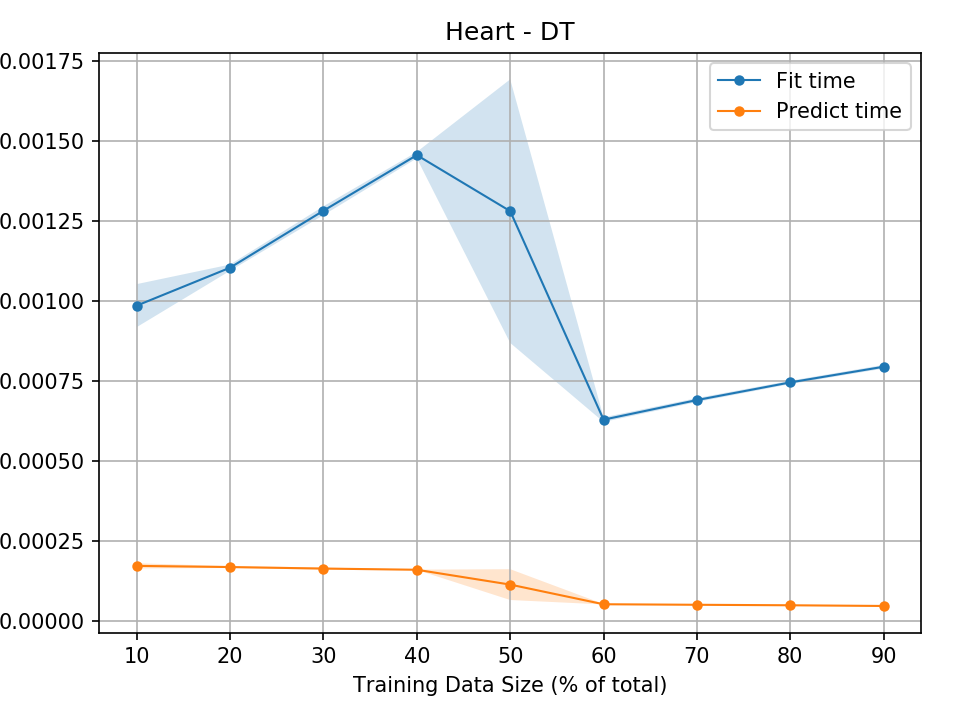 Heart - DT
Fit time
Predict time
0.00175
0.00150
0.00125
0.00100
0.00075
0.00050
0.00025
0.00000
10 20 30 40 50 60 70 80 90
Training Data Size (% of total)